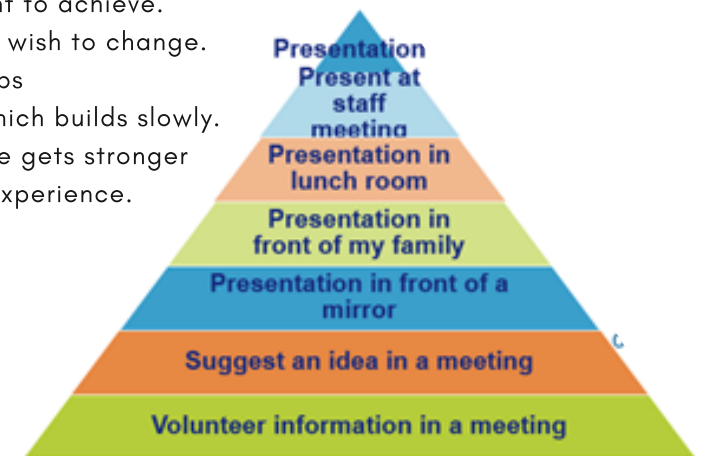 nt to achieve.
wish to change.
ps
hich builds slowly.
e gets stronger
xperience.
Presentation
Present at
staff
meeting
Presentation in
lunch room
Presentation in
front of my family
Presentation in front of a
mirror
Suggest an idea in a meeting
Volunteer information in a meeting